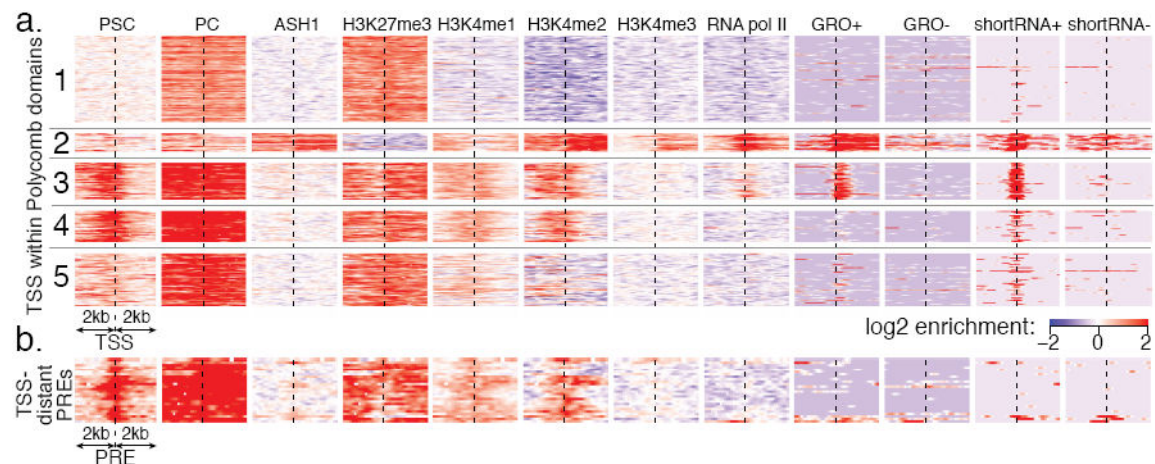 a.
PSC PC ASH1 H3K27me3 H3K4me1 H3K4me2 H3K4me3 RNA pol II GRO+ GRO- shortRNA+ shortRNA-
TSS within Polycomb domains
1
2
3
4
5
2kb 2kb
TSS
log2 enrichment:
−2 0 2
b.
TSS-
distant
PREs
2kb 2kb
PRE